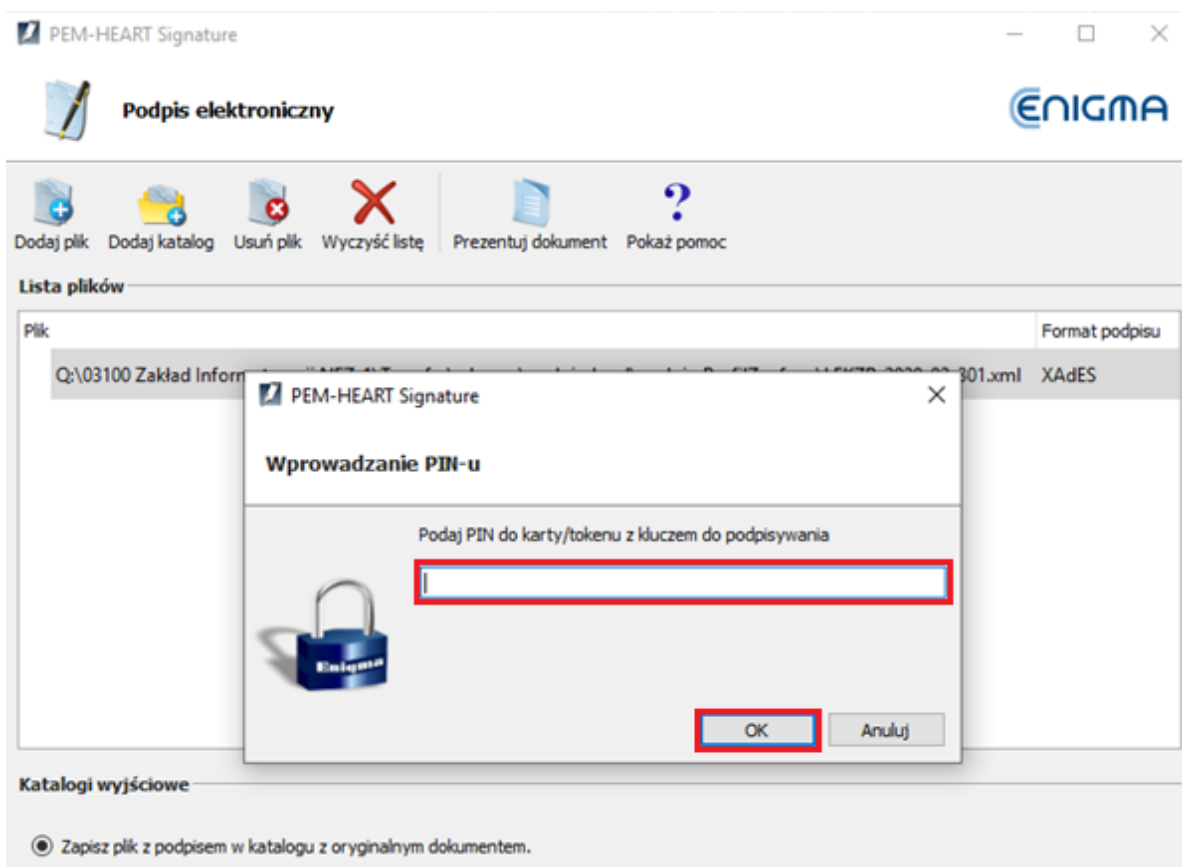 PEM-HEART Signature
Podpis elektroniczny
ENIGMA
Dodaj plik Dodaj katalog Usuń plik Wyczyść listę Prezentuj dokument Pokaż pomoc
Lista plików
Plik Format podpisu
Q:\03100 Zakład 801.xml XAdES
PEM-HEART Signature
Wprowadzanie PIN-u
Podaj PIN do karty/tokenu z kluczem do podpisywania
Enigma
OK Anuluj
Katalogi wyjściowe
Zapisz plik z podpisem w katalogu z oryginalnym dokumentem.